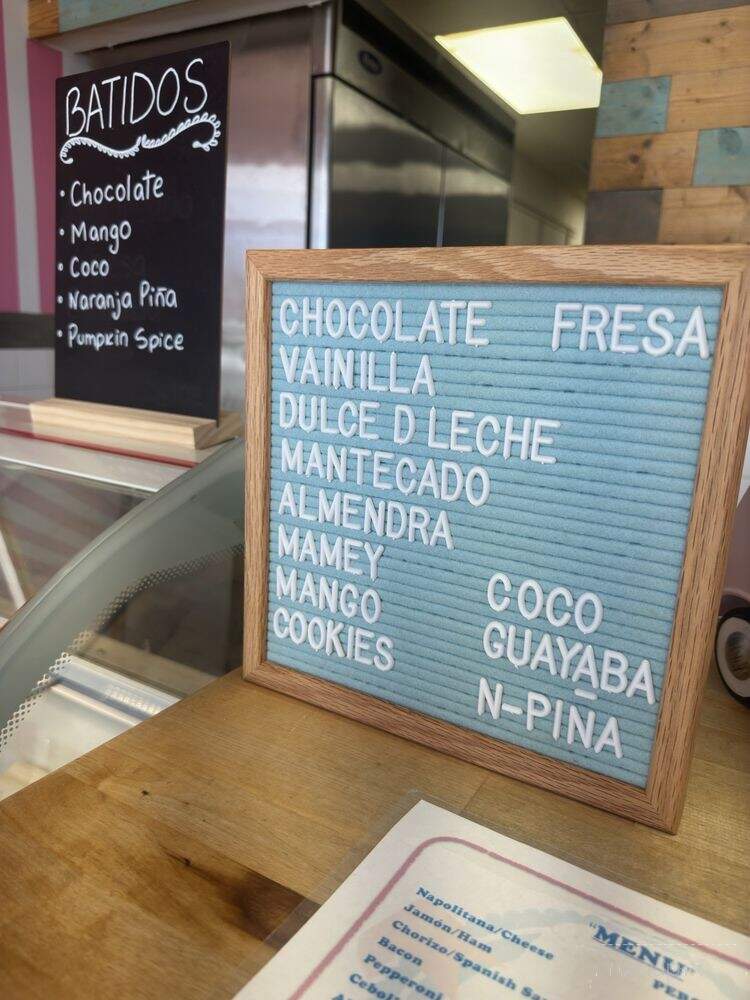 BATIDOS
• Chocolate
• Mango
• Coco
• Naranja Piña
• Pumpkin Spice
CHOCOLATE FRESA
VAINILLA
DULCE D LECHE
MANTECADO
ALMENDRA
MAMEY
MANGO COCO
COOKIES GUAYABA
N-PIÑA
"MENU
Napolitana/Cheese
Jamón/Ham
Chorizo/Spanish
Bacon
Pepperoni